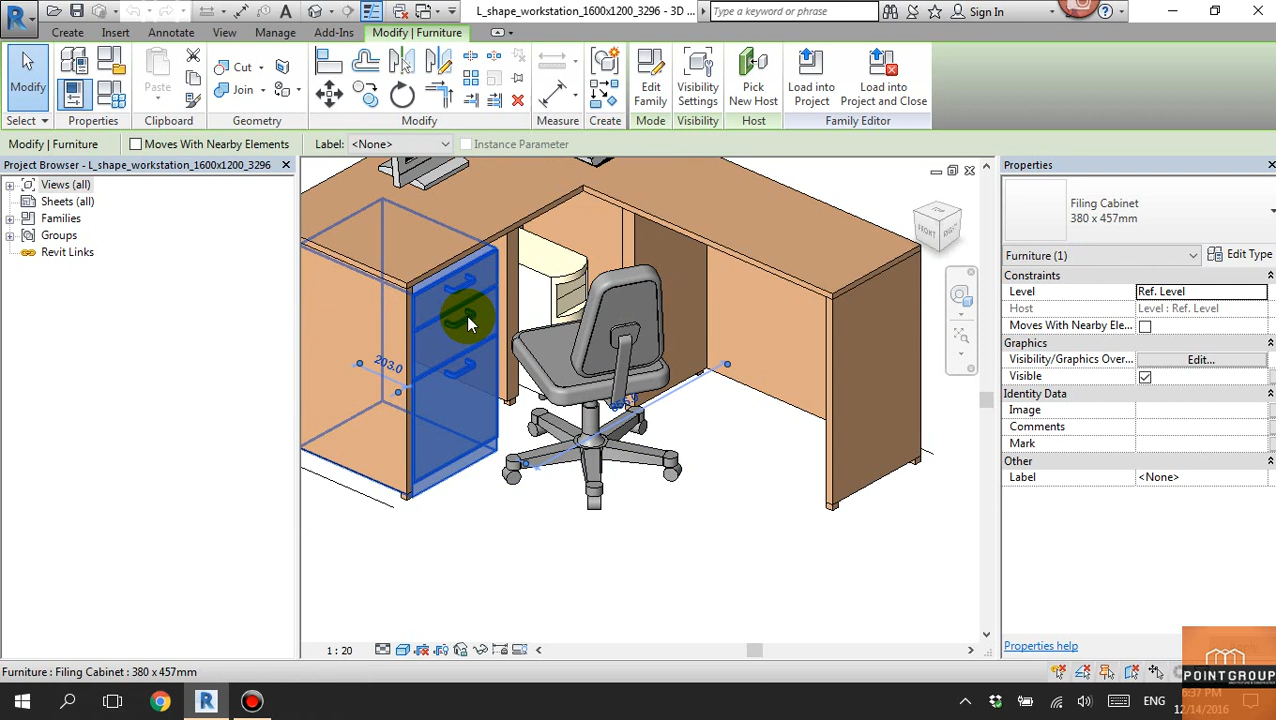 L_shape_workstation_1600x1200_3296 - 3D ...
Type a keyword or phrase
Sign In
Create Insert Annotate View Manage Add-Ins Modify | Furniture
Modify
Paste
Cut
Join
Edit Family
Visibility Settings
Pick New Host
Load into Project
Load into Project and Close
Select Properties Clipboard Geometry Modify Measure Create Mode Visibility Host Family Editor
Modify | Furniture Moves With Nearby Elements Label: <None> Instance Parameter
Project Browser - L_shape_workstation_1600x1200_3296
Views (all)
Sheets (all)
Families
Groups
Revit Links
203.0
TOP
FRONT
RIGHT
Properties
Filing Cabinet
380 x 457mm
Furniture (1) Edit Type
Constraints
Level Ref. Level
Host Level : Ref. Level
Moves With Nearby Ele...
Graphics
Visibility/Graphics Over... Edit...
Visible
Identity Data
Image
Comments
Mark
Other
Label <None>
Properties help
1 : 20
Furniture : Filing Cabinet : 380 x 457mm
POINTGROUP
ENG
12/14/2016